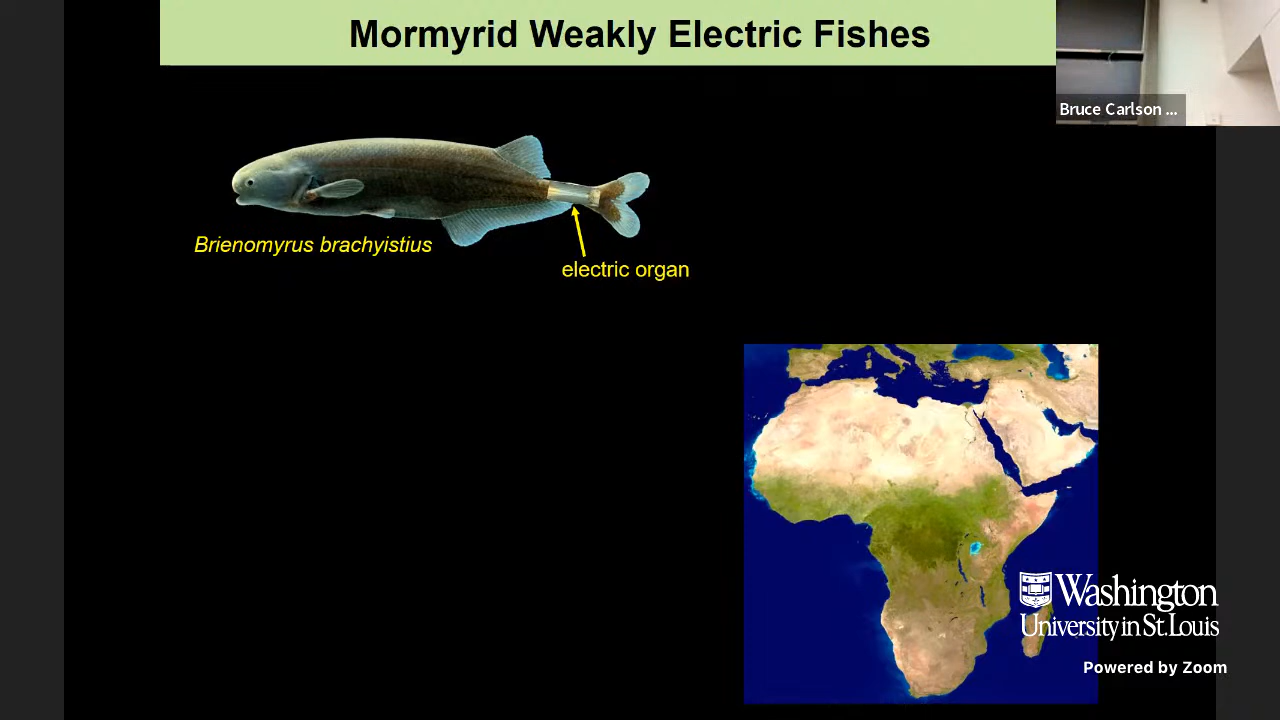 Mormyrid Weakly Electric Fishes
Bruce Carlson ...
Brienomyrus brachyistius
electric organ
Washington
University in St. Louis
Powered by Zoom